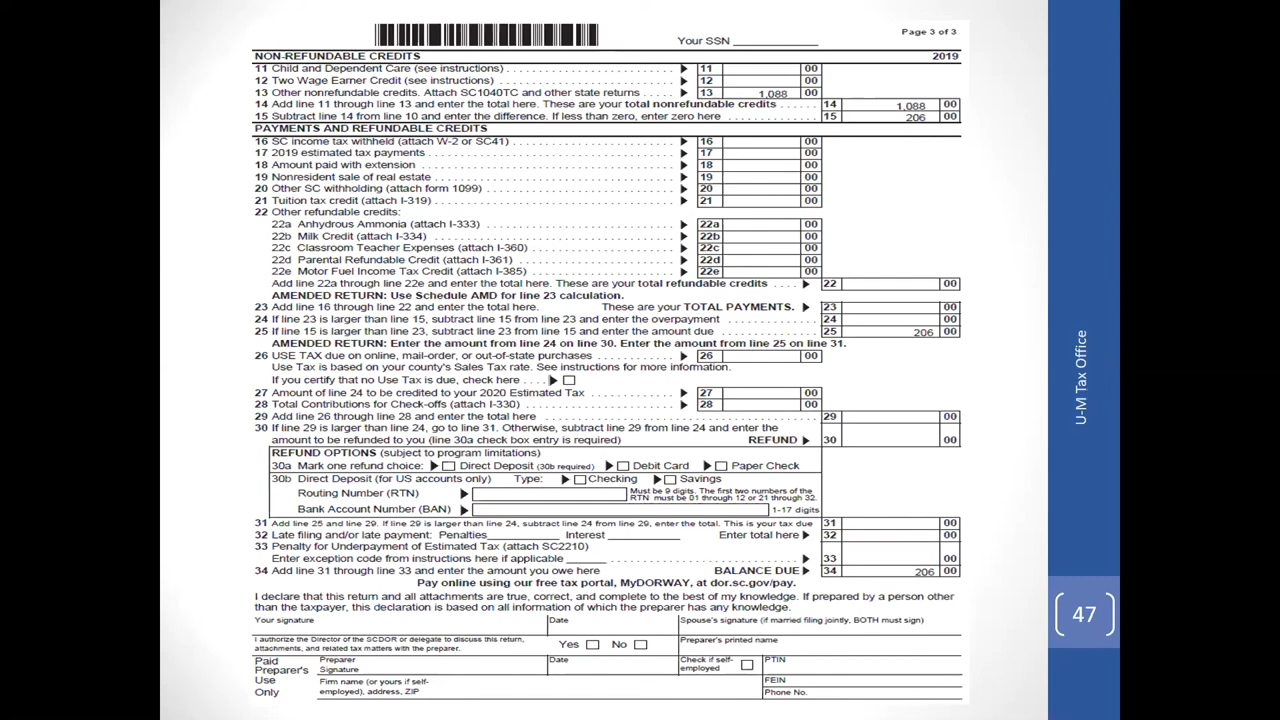 Page 3 of 3
Your SSN
NON-REFUNDABLE CREDITS 2019
11 Child and Dependent Care (see instructions) 11 00
12 Two Wage Earner Credit (see instructions) 12 00
13 Other nonrefundable credits. Attach SC1040TC and other state returns 13 1,088 00
14 Add line 11 through line 13 and enter the total here. These are your total nonrefundable credits 14 1,088 00
15 Subtract line 14 from line 10 and enter the difference. If less than zero, enter zero here 15 206 00
PAYMENTS AND REFUNDABLE CREDITS
16 SC income tax withheld (attach W-2 or SC41) 16 00
17 2019 estimated tax payments 17 00
18 Amount paid with extension 18 00
19 Nonresident sale of real estate 19 00
20 Other SC withholding (attach form 1099) 20 00
21 Tuition tax credit (attach I-319) 21 00
22 Other refundable credits:
22a Anhydrous Ammonia (attach I-333) 22a 00
22b Milk Credit (attach I-334) 22b 00
22c Classroom Teacher Expenses (attach I-360) 22c 00
22d Parental Refundable Credit (attach I-361) 22d 00
22e Motor Fuel Income Tax Credit (attach I-385) 22e 00
Add line 22a through line 22e and enter the total here. These are your total refundable credits 22 00
AMENDED RETURN: Use Schedule AMD for line 23 calculation.
23 Add line 16 through line 22 and enter the total here. These are your TOTAL PAYMENTS. 23 00
24 If line 23 is larger than line 15, subtract line 15 from line 23 and enter the overpayment 24 00
25 If line 15 is larger than line 23, subtract line 23 from line 15 and enter the amount due 25 206 00
AMENDED RETURN: Enter the amount from line 24 on line 30. Enter the amount from line 25 on line 31.
26 USE TAX due on online, mail-order, or out-of-state purchases 26 00
Use Tax is based on your county's Sales Tax rate. See instructions for more information.
If you certify that no Use Tax is due, check here
27 Amount of line 24 to be credited to your 2020 Estimated Tax 27 00
28 Total Contributions for Check-offs (attach I-330) 28 00
29 Add line 26 through line 28 and enter the total here 29 00
30 If line 29 is larger than line 24, go to line 31. Otherwise, subtract line 29 from line 24 and enter the
amount to be refunded to you (line 30a check box entry is required) REFUND 30 00
REFUND OPTIONS (subject to program limitations)
30a Mark one refund choice: Direct Deposit (30b required) Debit Card Paper Check
30b Direct Deposit (for US accounts only) Type: Checking Savings
Routing Number (RTN) Must be 9 digits. The first two numbers of the
RTN must be 01 through 12 or 21 through 32.
Bank Account Number (BAN) 1-17 digits
31 Add line 25 and line 29. If line 29 is larger than line 24, subtract line 24 from line 29, enter the total. This is your tax due 31 00
32 Late filing and/or late payment: Penalties Interest Enter total here 32 00
33 Penalty for Underpayment of Estimated Tax (attach SC2210)
Enter exception code from instructions here if applicable 33 00
34 Add line 31 through line 33 and enter the amount you owe here BALANCE DUE 34 206 00
Pay online using our free tax portal, MyDORWAY, at dor.sc.gov/pay.
I declare that this return and all attachments are true, correct, and complete to the best of my knowledge. If prepared by a person other
than the taxpayer, this declaration is based on all information of which the preparer has any knowledge.
Your signature Date Spouse's signature (if married filing jointly, BOTH must sign)
I authorize the Director of the SCDOR or delegate to discuss this return,
attachments, and related tax matters with the preparer. Yes No Preparer's printed name
Paid Preparer's Use Only
Preparer Signature Date Check if self-employed PTIN
Firm name (or yours if self-
employed), address, ZIP FEIN
Phone No.
U-M Tax Office
47